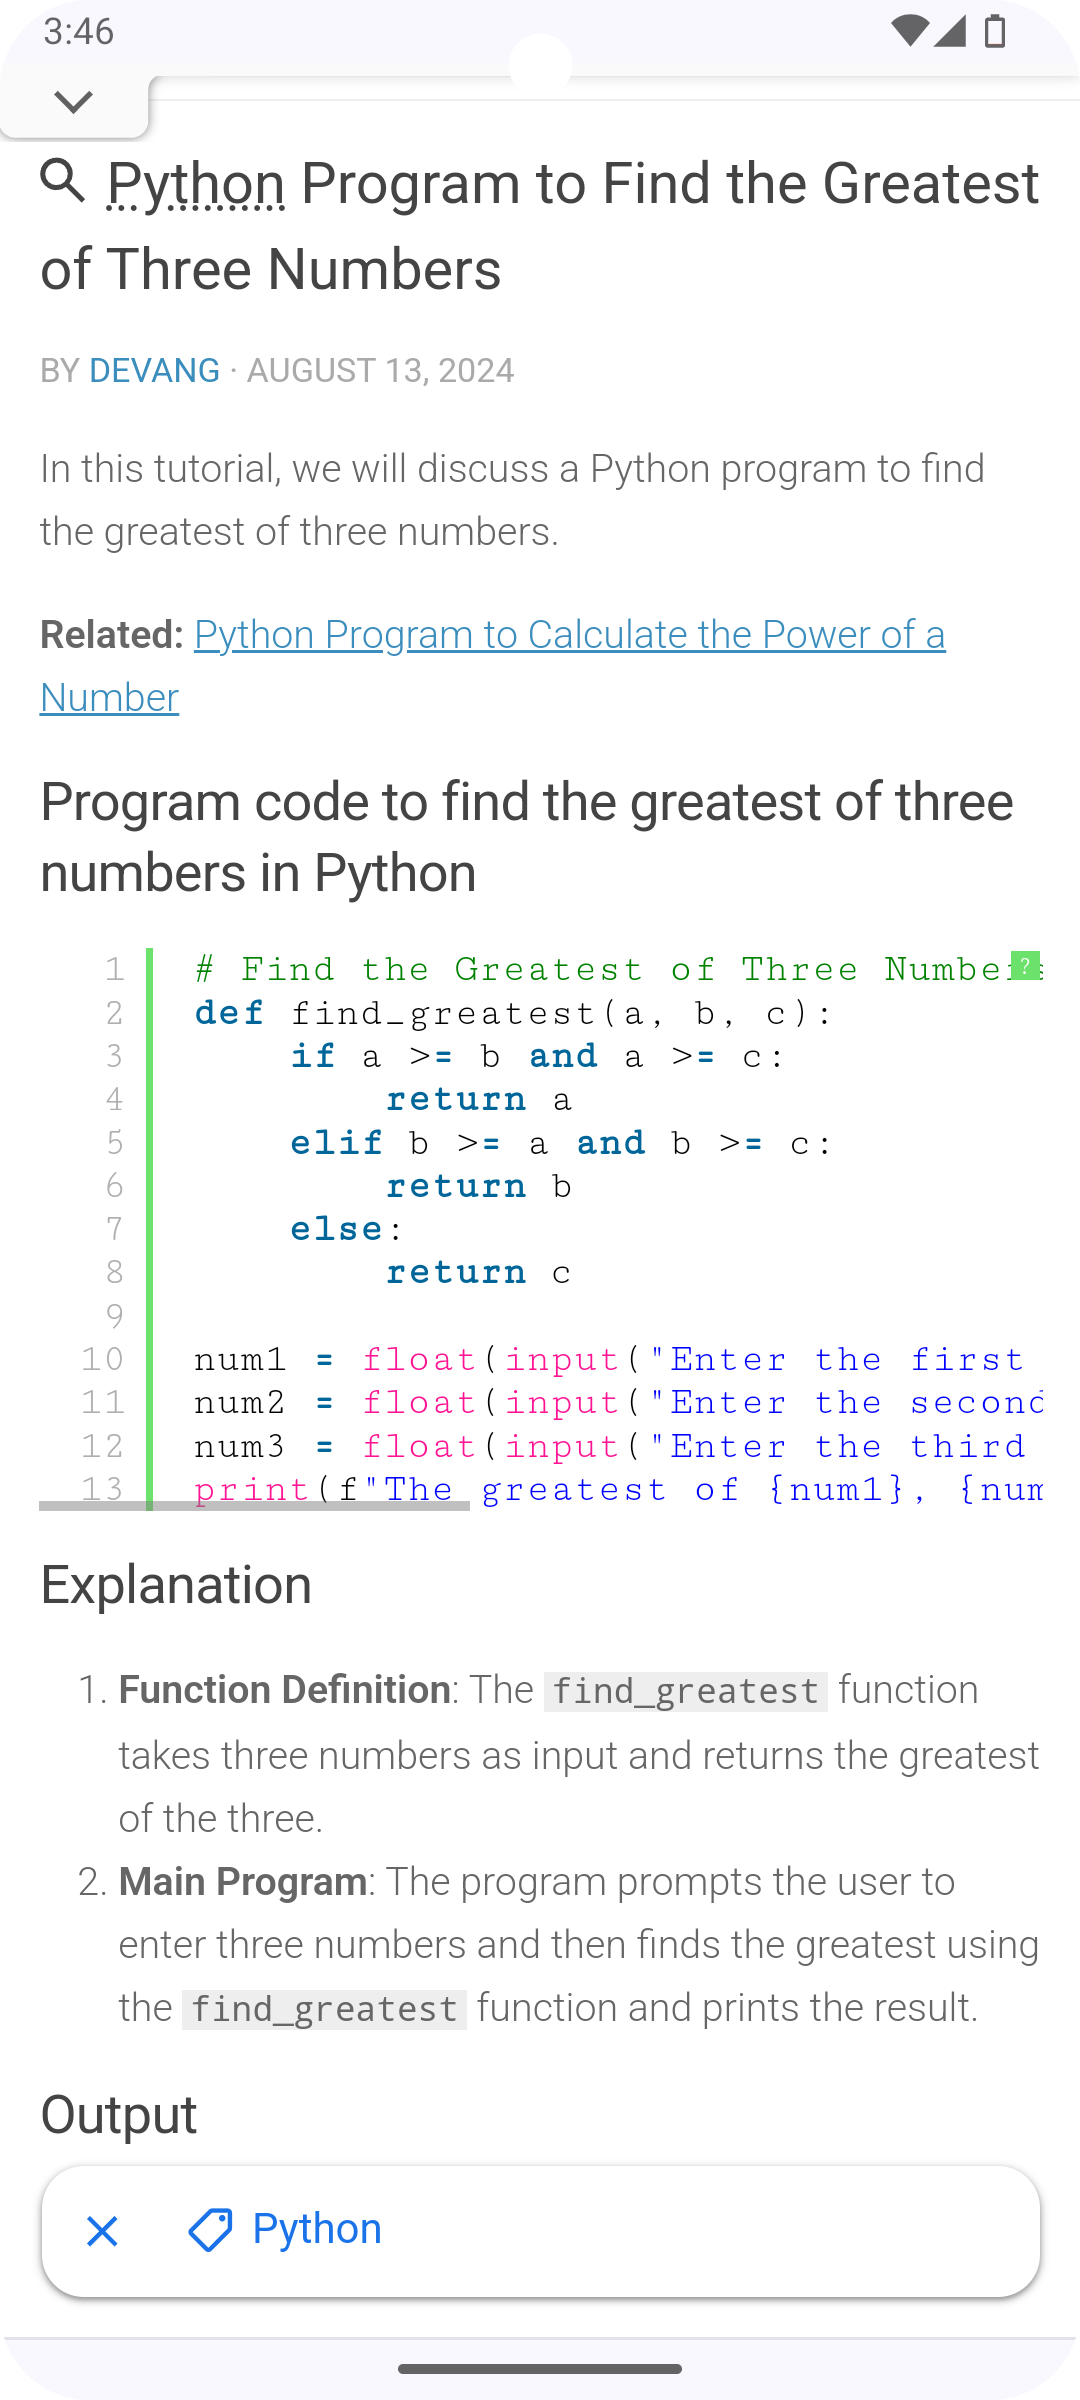 3:46
Python Program to Find the Greatest
of Three Numbers
BY DEVANG · AUGUST 13, 2024
In this tutorial, we will discuss a Python program to find
the greatest of three numbers.
Related: Python Program to Calculate the Power of a
Number
Program code to find the greatest of three
numbers in Python
1 # Find the Greatest of Three Numbers ?
2 def find_greatest(a, b, c):
3 if a >= b and a >= c:
4 return a
5 elif b >= a and b >= c:
6 return b
7 else:
8 return c
9
10 num1 = float(input("Enter the first
11 num2 = float(input("Enter the second
12 num3 = float(input("Enter the third
13 print(f"The greatest of {num1}, {num
Explanation
1. Function Definition: The find_greatest function
takes three numbers as input and returns the greatest
of the three.
2. Main Program: The program prompts the user to
enter three numbers and then finds the greatest using
the find_greatest function and prints the result.
Output
Python